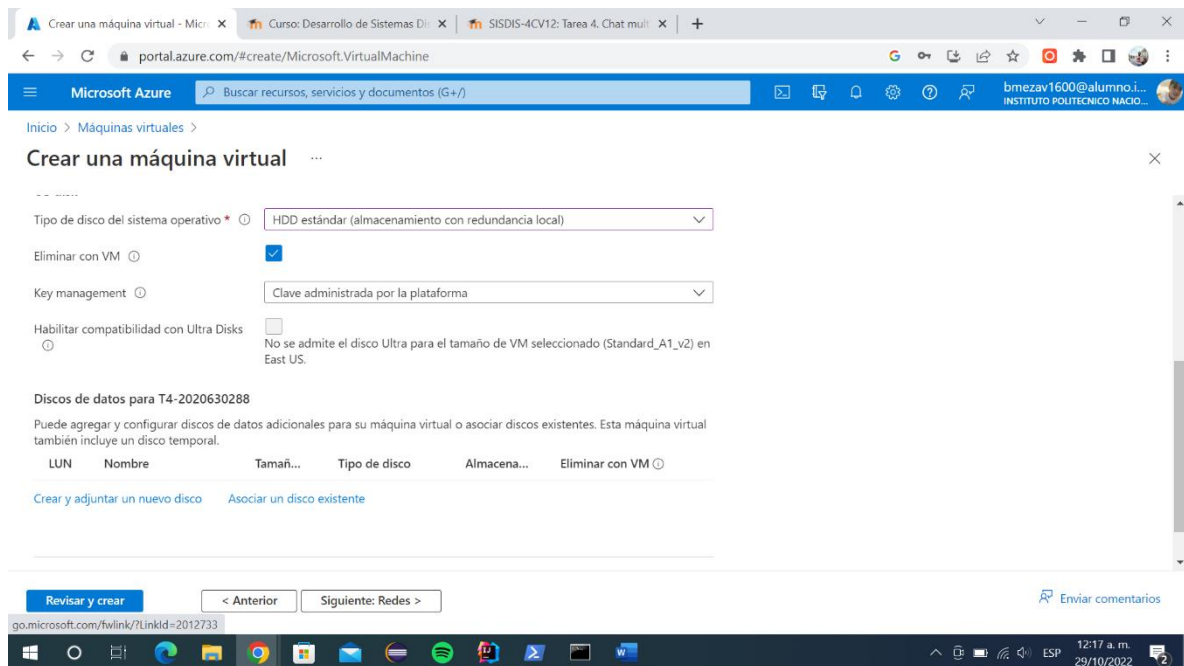 Crear una máquina virtual - Micr
Curso: Desarrollo de Sistemas Di
SISDIS-4CV12: Tarea 4. Chat mult
portal.azure.com/#create/Microsoft.VirtualMachine
Microsoft Azure
Buscar recursos, servicios y documentos (G+/)
bmezav1600@alumno.i...
INSTITUTO POLITECNICO NACIO...
Inicio > Máquinas virtuales >
Crear una máquina virtual ...
Tipo de disco del sistema operativo *
HDD estándar (almacenamiento con redundancia local)
Eliminar con VM
Key management
Clave administrada por la plataforma
Habilitar compatibilidad con Ultra Disks
No se admite el disco Ultra para el tamaño de VM seleccionado (Standard_A1_v2) en
East US.
Discos de datos para T4-2020630288
Puede agregar y configurar discos de datos adicionales para su máquina virtual o asociar discos existentes. Esta máquina virtual
también incluye un disco temporal.
LUN Nombre Tamañ... Tipo de disco Almacena... Eliminar con VM
Crear y adjuntar un nuevo disco Asociar un disco existente
Revisar y crear < Anterior Siguiente: Redes > Enviar comentarios
go.microsoft.com/fwlink/?LinkId=2012733
ESP
12:17 a. m.
29/10/2022
2